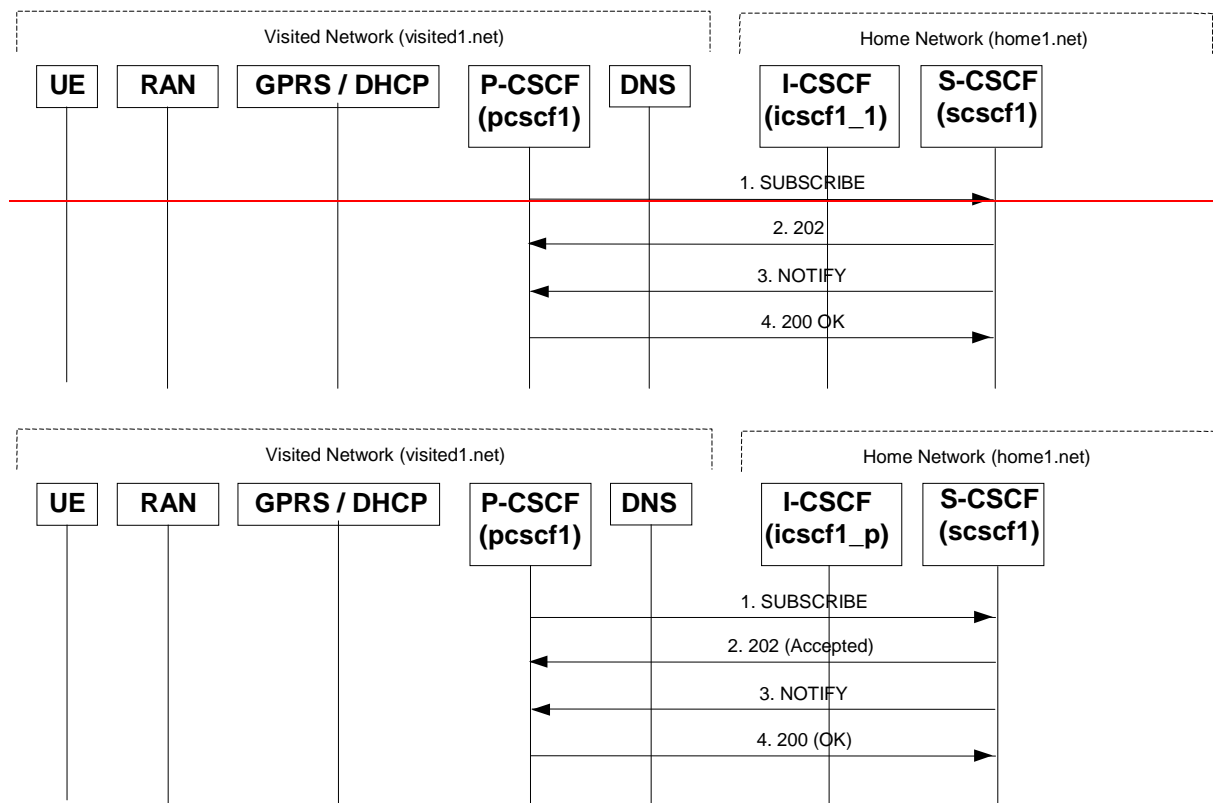 Visited Network (visited1.net)
Home Network (home1.net)
UE
RAN
GPRS / DHCP
P-CSCF
(pcscf1)
DNS
I-CSCF
(icscf1_1)
S-CSCF
(scscf1)
1. SUBSCRIBE
2. 202
3. NOTIFY
4. 200 OK
Visited Network (visited1.net)
Home Network (home1.net)
UE
RAN
GPRS / DHCP
P-CSCF
(pcscf1)
DNS
I-CSCF
(icscf1_p)
S-CSCF
(scscf1)
1. SUBSCRIBE
2. 202 (Accepted)
3. NOTIFY
4. 200 (OK)